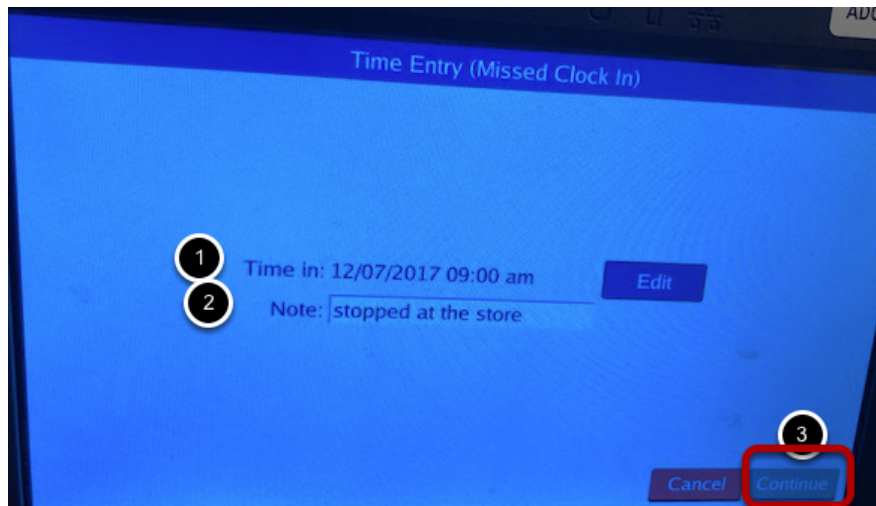 ADC
Time Entry (Missed Clock In)
1
Time in: 12/07/2017 09:00 am
Edit
2
Note: stopped at the store
3
Cancel
Continue